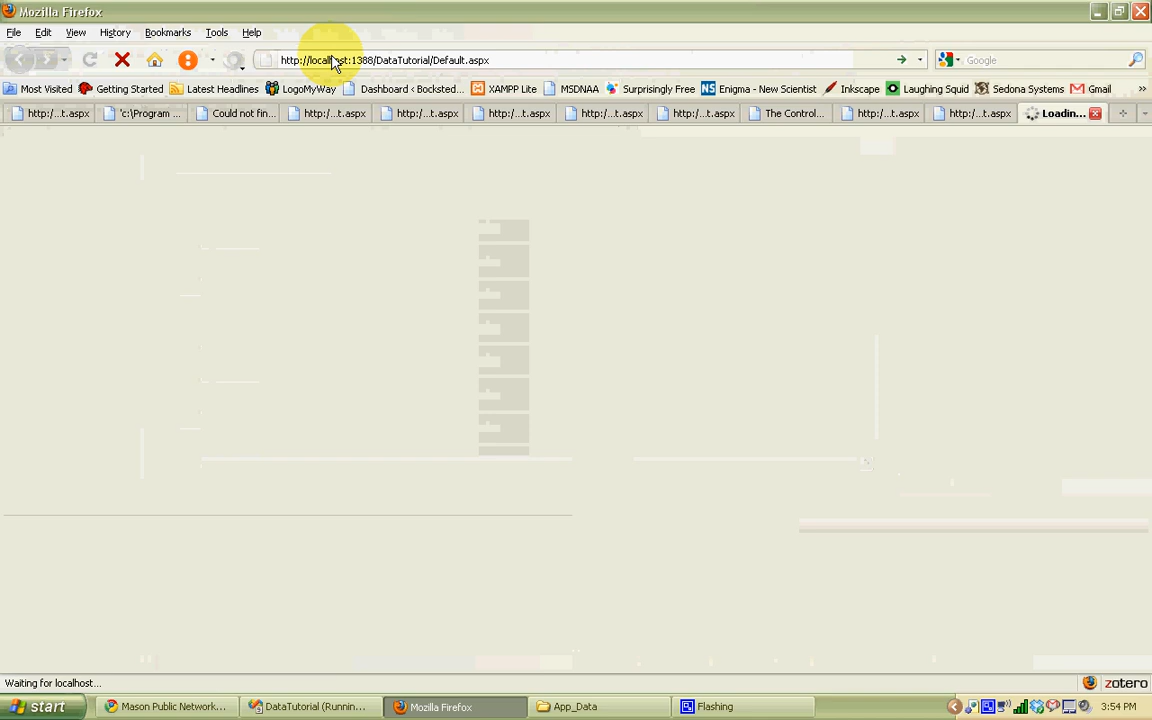 Mozilla Firefox
File Edit View History Bookmarks Tools Help
http://localhost:1388/DataTutorial/Default.aspx Google
Most Visited Getting Started Latest Headlines LogoMyWay Dashboard ‹ Bocksted... XAMPP Lite MSDNAA Surprisingly Free NS Enigma - New Scientist Inkscape Laughing Squid Sedona Systems Gmail »
http:/...t.aspx 'c:\Program ... Could not fin... http:/...t.aspx http:/...t.aspx http:/...t.aspx http:/...t.aspx http:/...t.aspx The Control... http:/...t.aspx http:/...t.aspx Loadin...
Waiting for localhost... zotero
start Mason Public Network... DataTutorial (Runnin... Mozilla Firefox App_Data Flashing 3:54 PM